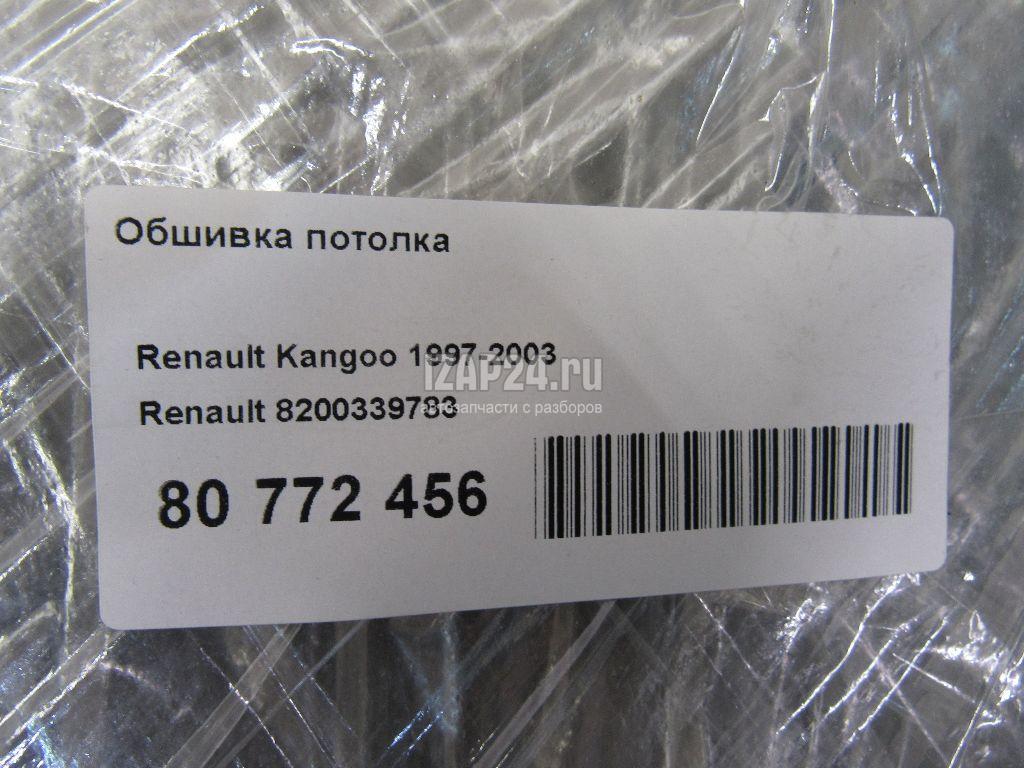 Обшивка потолка
Renault Kangoo 1997-2003
IZAP24.ru
Renault 8200339783
автозапчасти с разборов
80 772 456